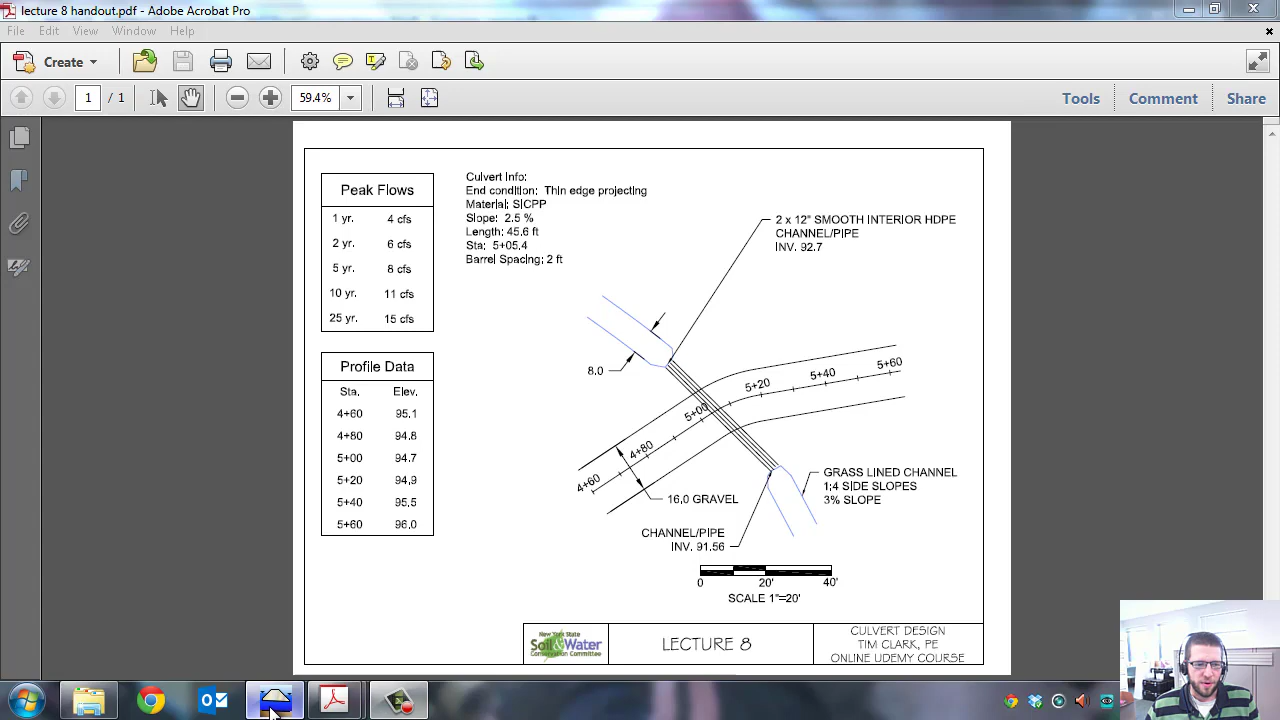 lecture 8 handout.pdf - Adobe Acrobat Pro
File Edit View Window Help
Create
1 / 1 59.4% Tools Comment Share
Peak Flows
1 yr. 4 cfs
2 yr. 6 cfs
5 yr. 8 cfs
10 yr. 11 cfs
25 yr. 15 cfs
Culvert Info:
End condition: Thin edge projecting
Material: SICPP
Slope: 2.5 %
Length: 45.6 ft
Sta: 5+05.4
Barrel Spacing: 2 ft
2 x 12" SMOOTH INTERIOR HDPE
CHANNEL/PIPE
INV. 92.7
Profile Data
Sta. Elev.
4+60 95.1
4+80 94.8
5+00 94.7
5+20 94.9
5+40 95.5
5+60 96.0
8.0
4+60
4+80
5+00
5+20
5+40
5+60
16.0 GRAVEL
GRASS LINED CHANNEL
1:4 SIDE SLOPES
3% SLOPE
CHANNEL/PIPE
INV. 91.56
0 20' 40'
SCALE 1"=20'
New York State
Soil & Water
Conservation Committee
LECTURE 8
CULVERT DESIGN
TIM CLARK, PE
ONLINE UDEMY COURSE